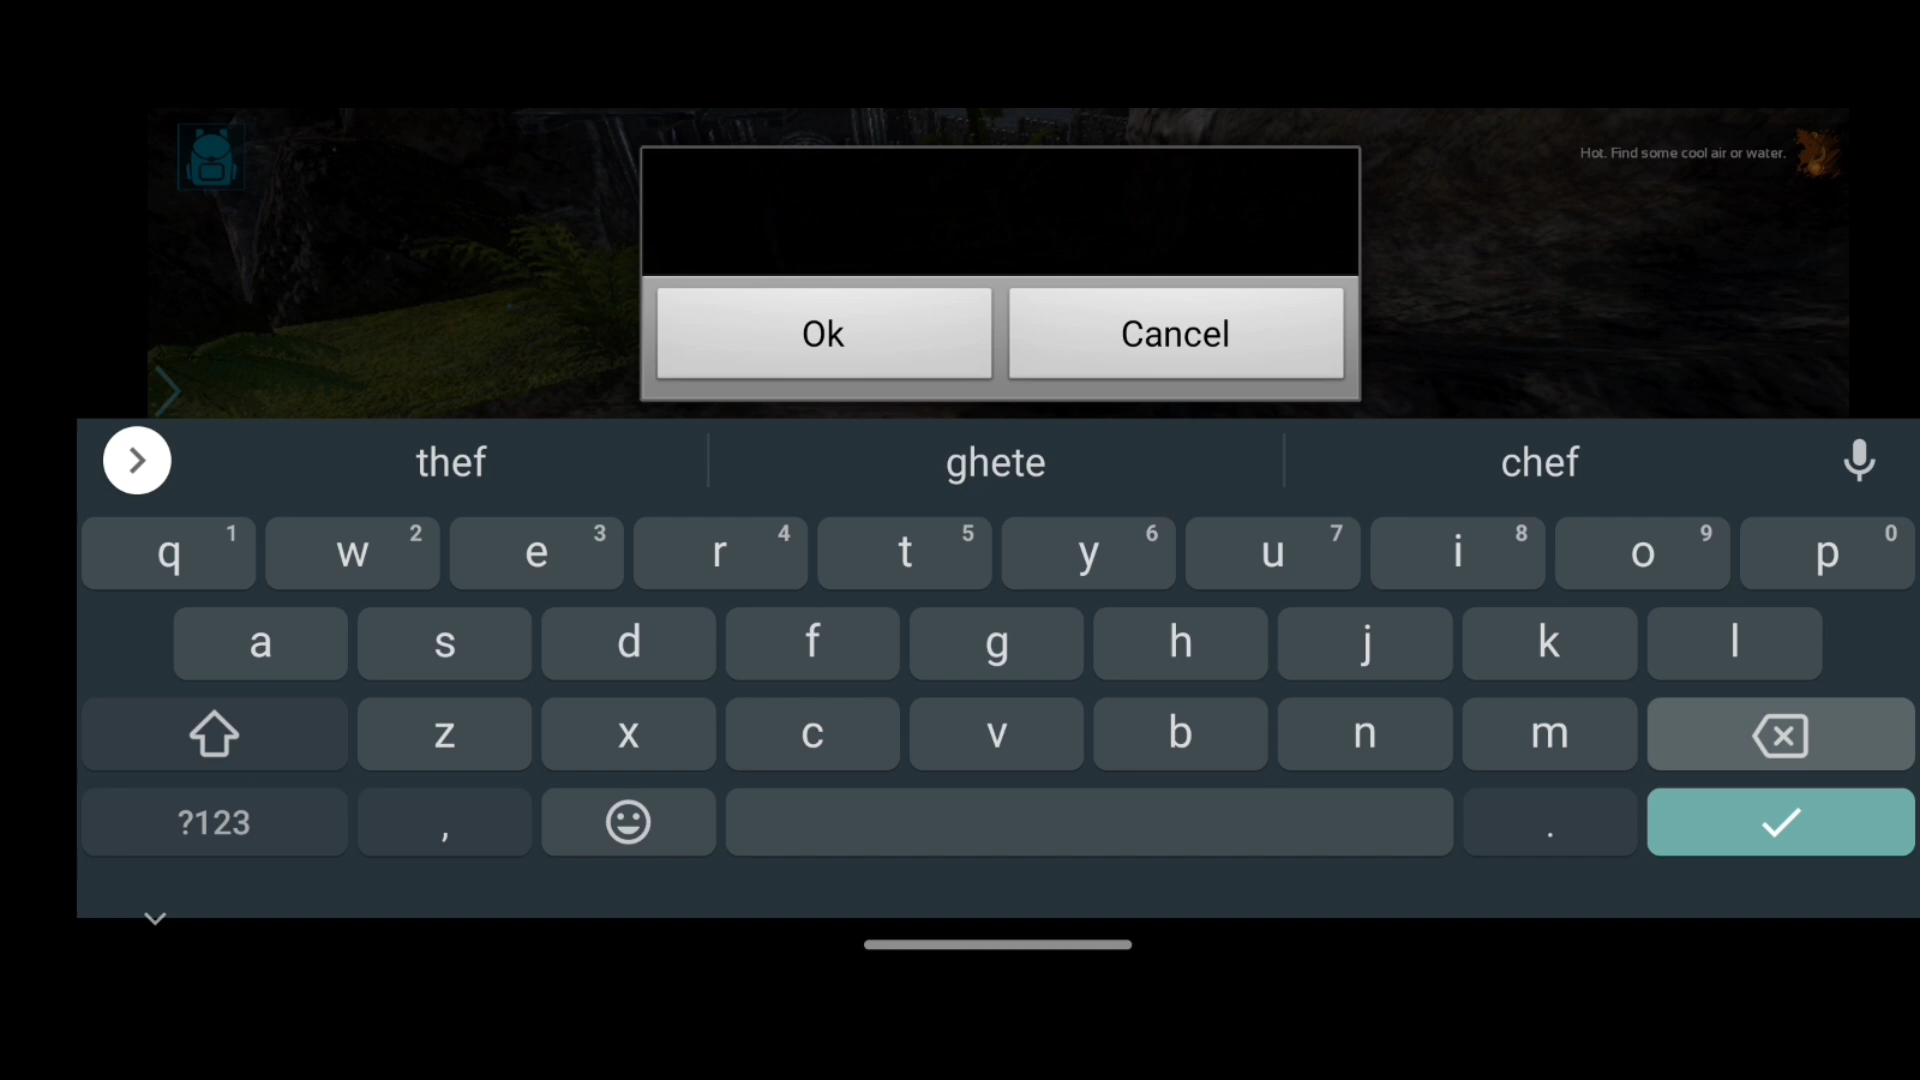 Hot. Find some cool air or water.
Ok Cancel
thef ghete chef
q 1 w 2 e 3 r 4 t 5 y 6 u 7 i 8 o 9 p 0
a s d f g h j k l
z x c v b n m
?123 , .